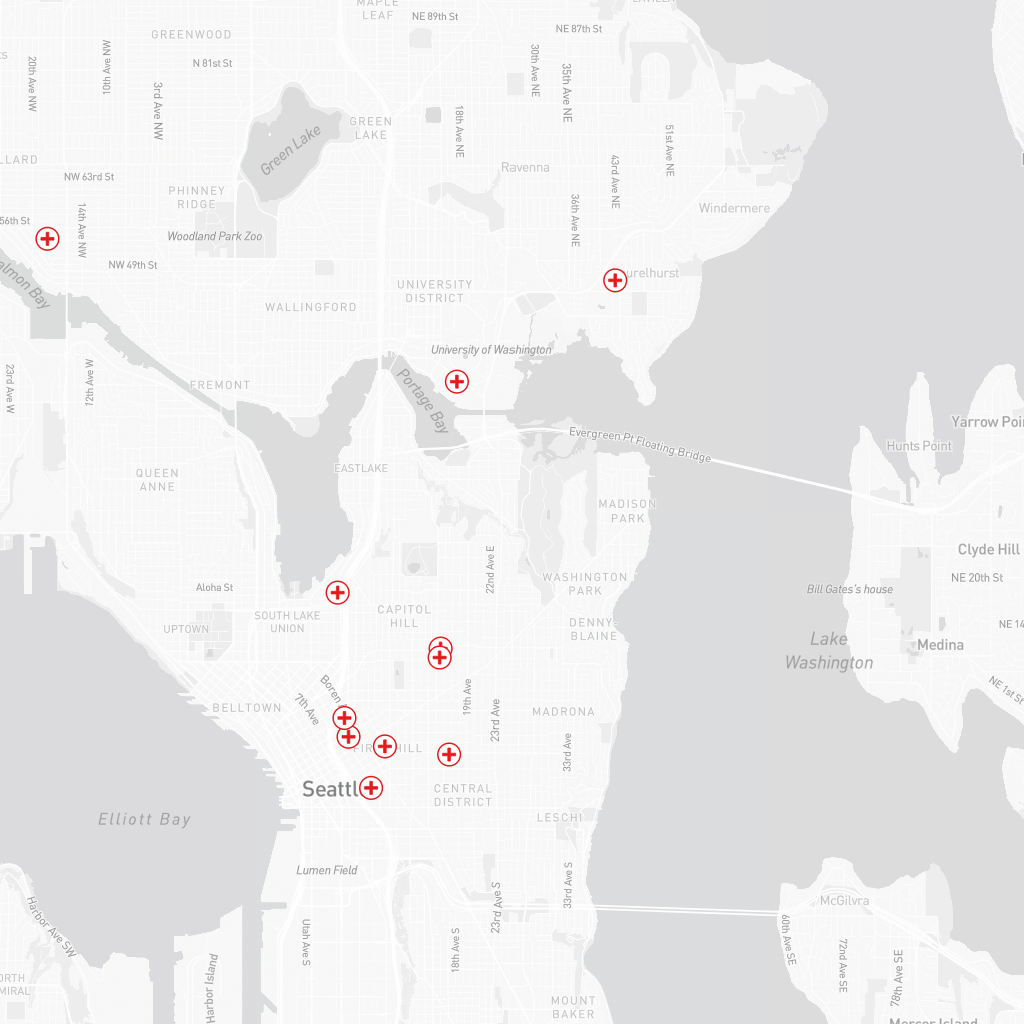 MAPLE
LEAF
NE 89th St
NE 87th St
GREENWOOD
N 81st St
20th Ave NW
10th Ave NW
3rd Ave NW
30th Ave NE
35th Ave NE
18th Ave NE
51st Ave NE
43rd Ave NE
36th Ave NE
GREEN
LAKE
Green Lake
LLARD
NW 63rd St
Ravenna
PHINNEY
RIDGE
Windermere
56th St
14th Ave NW
Woodland Park Zoo
NW 49th St
almon Bay
urelhurst
UNIVERSITY
DISTRICT
WALLINGFORD
University of Washington
23rd Ave W
12th Ave W
FREMONT
Portage Bay
Evergreen Pt Floating Bridge
Yarrow Poi
Hunts Point
EASTLAKE
QUEEN
ANNE
MADISON
PARK
Clyde Hill
22nd Ave E
WASHINGTON
PARK
NE 20th St
Aloha St
Bill Gates's house
SOUTH LAKE
UNION
CAPITOL
HILL
UPTOWN
DENNY-
BLAINE
NE 14
Lake
Washington
Medina
Boren
7th Ave
19th Ave
23rd Ave
NE 1st St
BELLTOWN
MADRONA
33rd Ave
FIR HILL
Seattl
CENTRAL
DISTRICT
Elliott Bay
LESCHI
Lumen Field
33rd Ave S
23rd Ave S
McGilvra
Harbor Ave SW
Utah Ave S
18th Ave S
60th Ave SE
72nd Ave SE
78th Ave SE
Harbor Island
ORTH
MIRAL
MOUNT
BAKER
Mercer Island